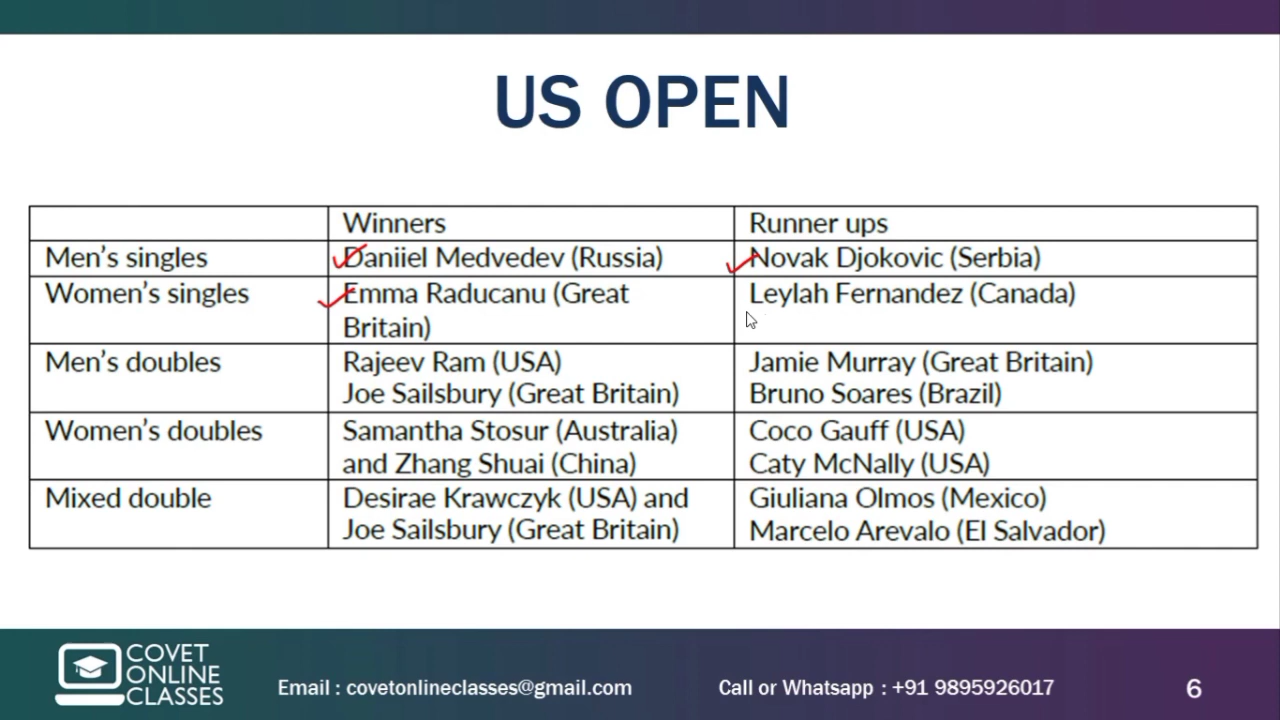 US OPEN
Winners
Runner ups
Men's singles
Daniiel Medvedev (Russia)
Novak Djokovic (Serbia)
Women's singles
Emma Raducanu (Great
Britain)
Leylah Fernandez (Canada)
Men's doubles
Rajeev Ram (USA)
Joe Sailsbury (Great Britain)
Jamie Murray (Great Britain)
Bruno Soares (Brazil)
Women's doubles
Samantha Stosur (Australia)
and Zhang Shuai (China)
Coco Gauff (USA)
Caty McNally (USA)
Mixed double
Desirae Krawczyk (USA) and
Joe Sailsbury (Great Britain)
Giuliana Olmos (Mexico)
Marcelo Arevalo (El Salvador)
COVET
ONLINE
CLASSES
Email : covetonlineclasses@gmail.com
Call or Whatsapp : +91 9895926017
6